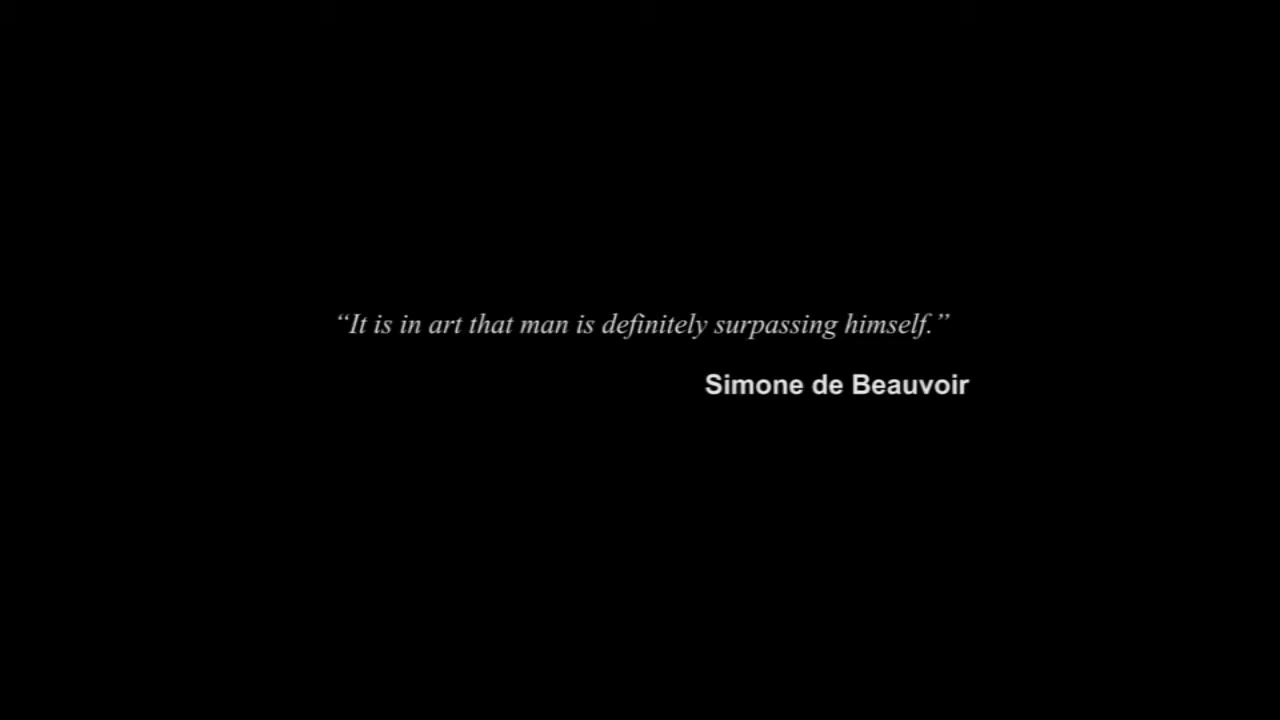 “It is in art that man is definitely surpassing himself.”
Simone de Beauvoir